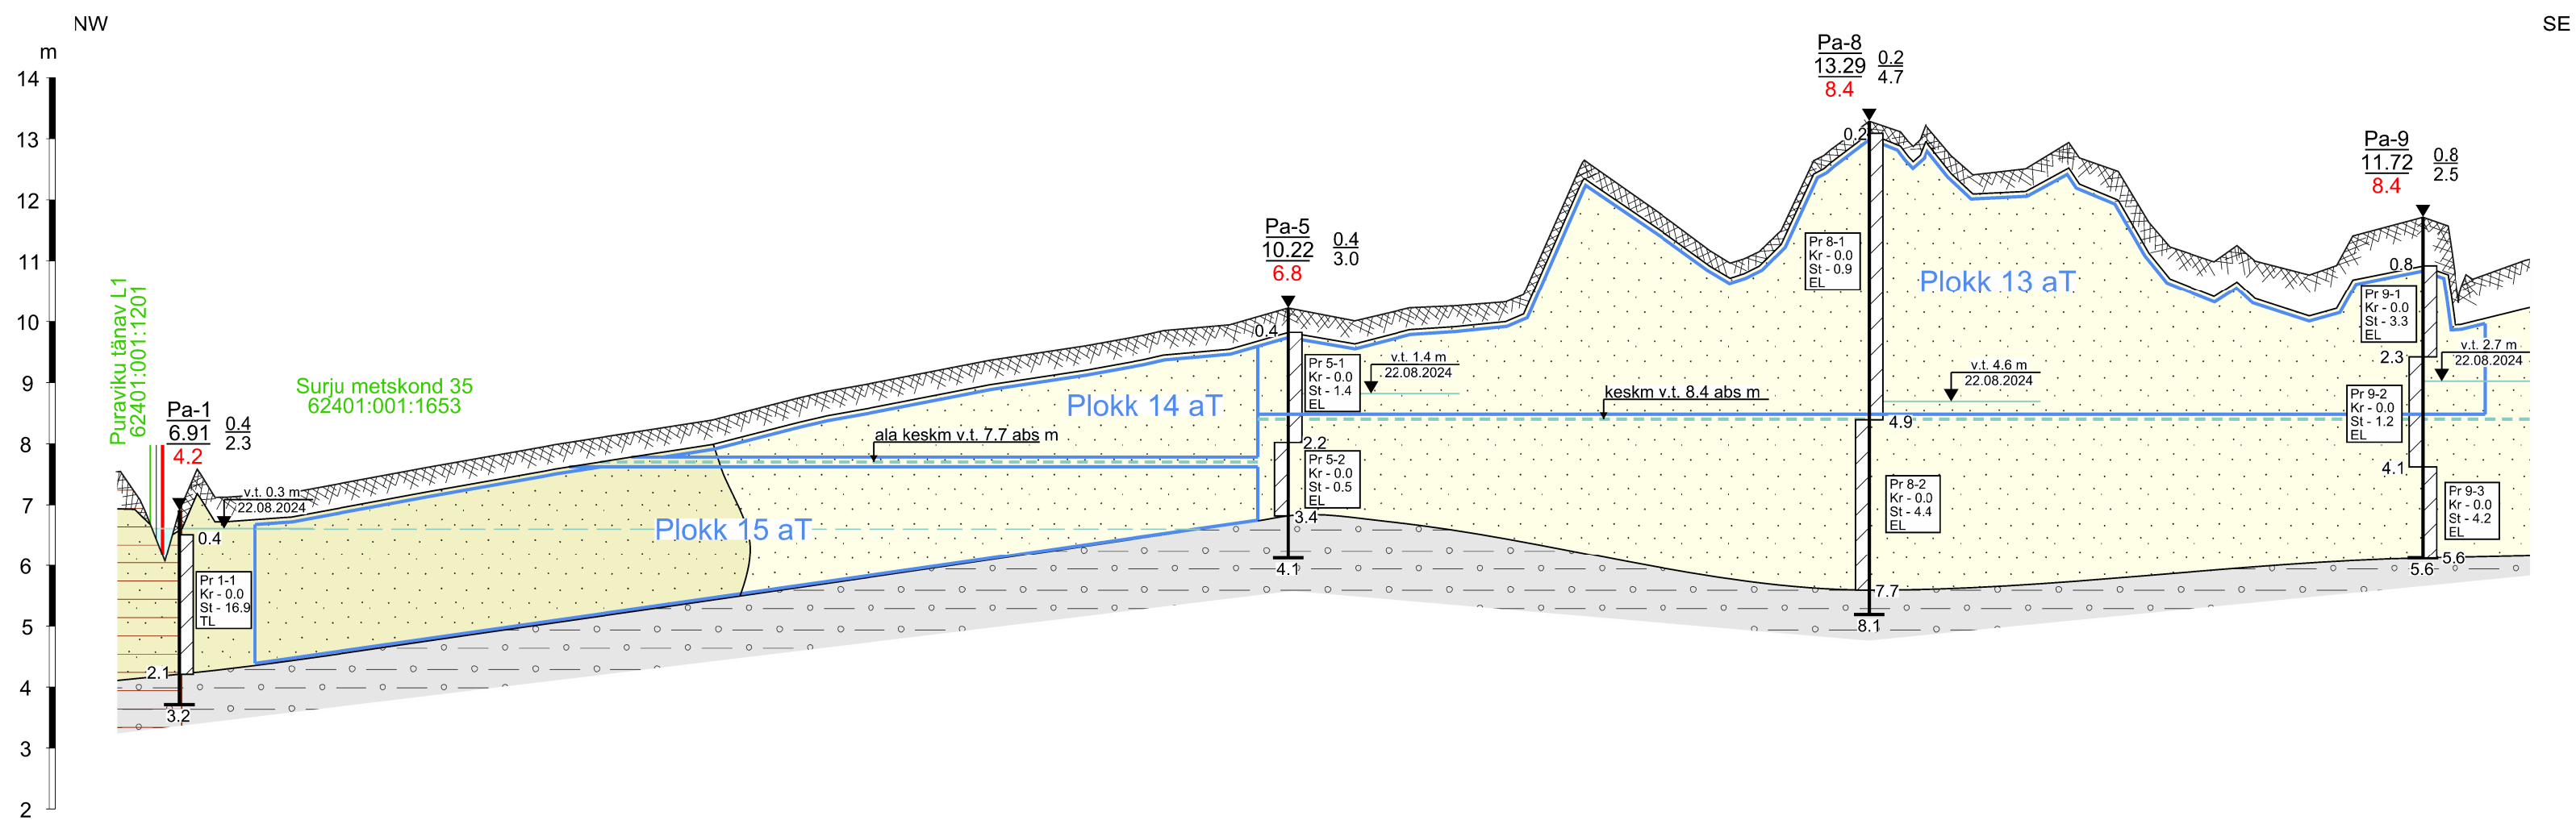 NW
SE
m
14
13
12
11
10
9
8
7
6
5
4
3
2
Puraviku tänav L1
62401:001:1201
Surju metskond 35
62401:001:1653
Pa-1
6.91
4.2
0.4
2.3
v.t. 0.3 m
22.08.2024
0.4
Pr 1-1
Kr - 0.0
St - 16.9
TL
2.1
3.2
Plokk 15 aT
ala keskm v.t. 7.7 abs m
Plokk 14 aT
Pa-5
10.22
6.8
0.4
3.0
0.4
Pr 5-1
Kr - 0.0
St - 1.4
EL
2.2
Pr 5-2
Kr - 0.0
St - 0.5
EL
3.4
4.1
v.t. 1.4 m
22.08.2024
keskm v.t. 8.4 abs m
Pa-8
13.29
8.4
0.2
4.7
0.2
Pr 8-1
Kr - 0.0
St - 0.9
EL
4.9
Pr 8-2
Kr - 0.0
St - 4.4
EL
7.7
8.1
Plokk 13 aT
v.t. 4.6 m
22.08.2024
Pa-9
11.72
8.4
0.8
2.5
0.8
Pr 9-1
Kr - 0.0
St - 3.3
EL
2.3
v.t. 2.7 m
22.08.2024
Pr 9-2
Kr - 0.0
St - 1.2
EL
4.1
Pr 9-3
Kr - 0.0
St - 4.2
EL
5.6
5.6